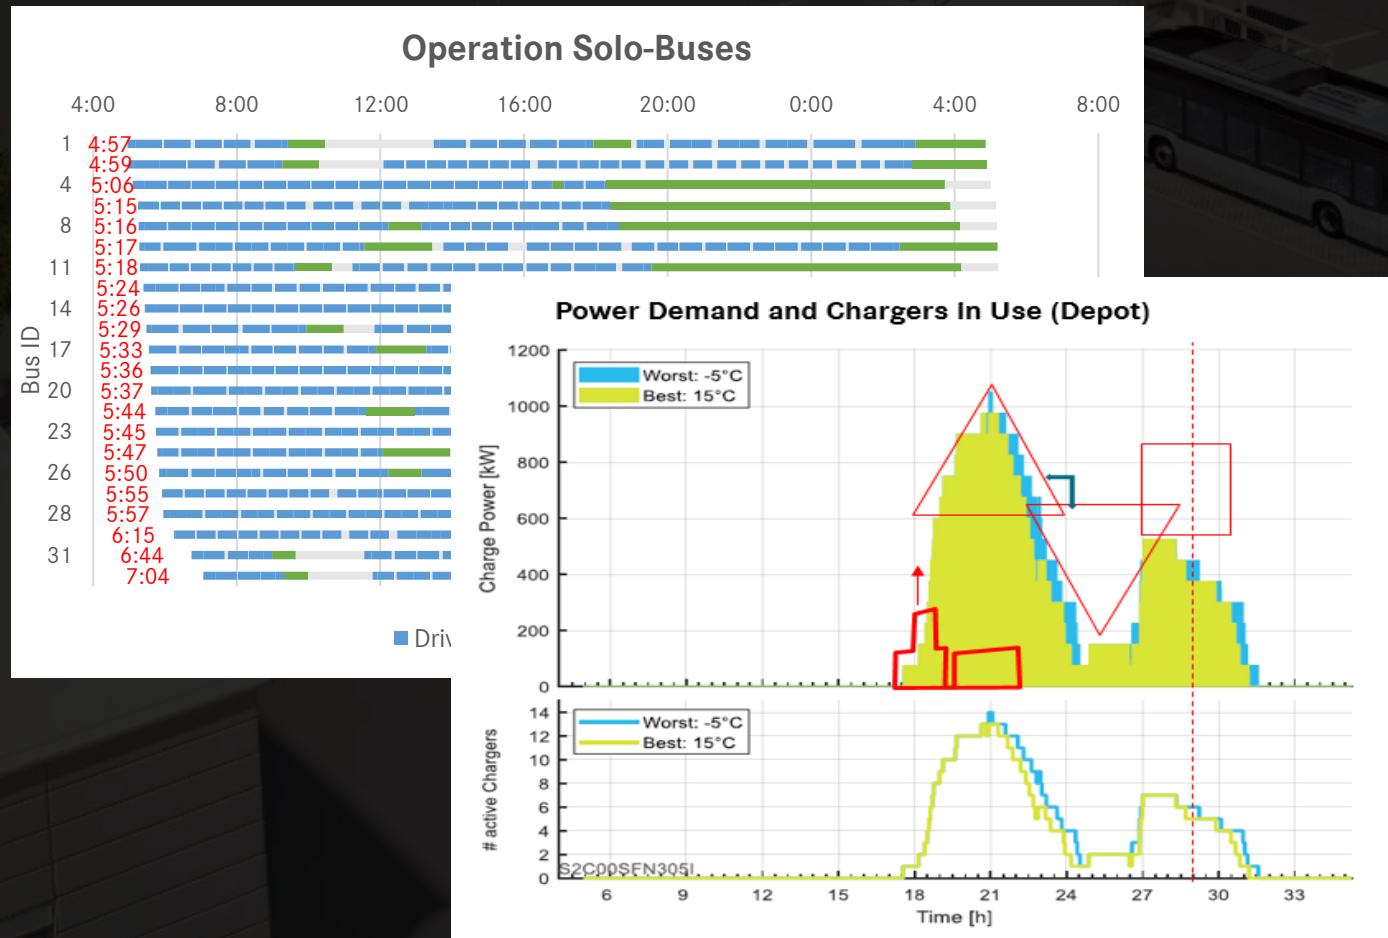 Operation Solo-Buses
4:00 8:00 12:00 16:00 20:00 0:00 4:00 8:00
Bus ID
1 4:57
4:59
4 5:06
5:15
8 5:16
5:17
11 5:18
5:24
14 5:26
5:29
17 5:33
5:36
20 5:37
5:44
23 5:45
5:47
26 5:50
5:55
28 5:57
6:15
31 6:44
7:04
Driv
Power Demand and Chargers In Use (Depot)
Charge Power [kW]
1200
1000
800
600
400
200
0
Worst: -5°C
Best: 15°C
# active Chargers
14
12
10
8
6
4
2
0
Worst: -5°C
Best: 15°C
S2C00SFN305I
6 9 12 15 18 21 24 27 30 33
Time [h]